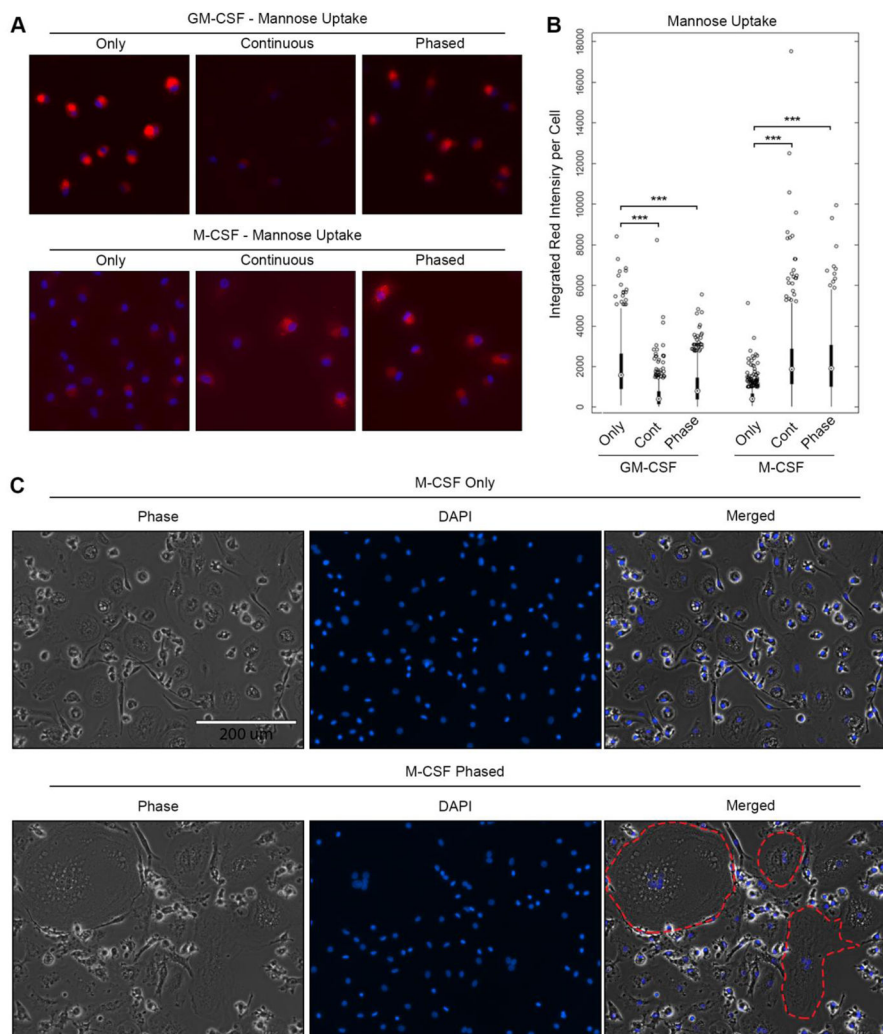 A
GM-CSF - Mannose Uptake
Only Continuous Phased
M-CSF - Mannose Uptake
Only Continuous Phased
B
Mannose Uptake
Integrated Red Intensiry per Cell
18000
16000
14000
12000
10000
8000
6000
4000
2000
0
***
***
***
***
Only Cont Phase Only Cont Phase
GM-CSF M-CSF
C
M-CSF Only
Phase DAPI Merged
200 um
M-CSF Phased
Phase DAPI Merged